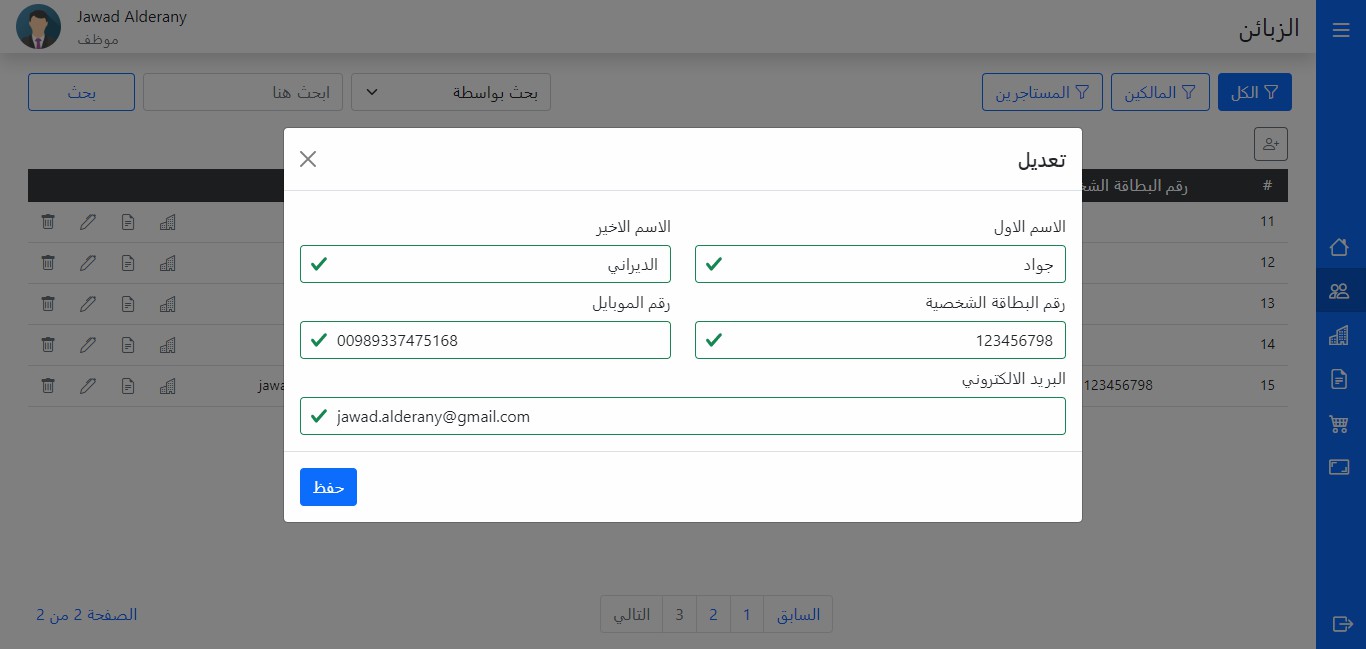 الزبائن
Jawad Alderany
موظف
الكل
المالكين
المستاجرين
بحث بواسطة
ابحث هنا
بحث
# رقم البطاقة
11
12
13
14
15 123456798
تعديل
الاسم الاول
الاسم الاخير
جواد
الديراني
رقم البطاقة الشخصية
رقم الموبايل
123456798
00989337475168
البريد الالكتروني
jawad.alderany@gmail.com
حفظ
السابق 1 2 3 التالي
الصفحة 2 من 2